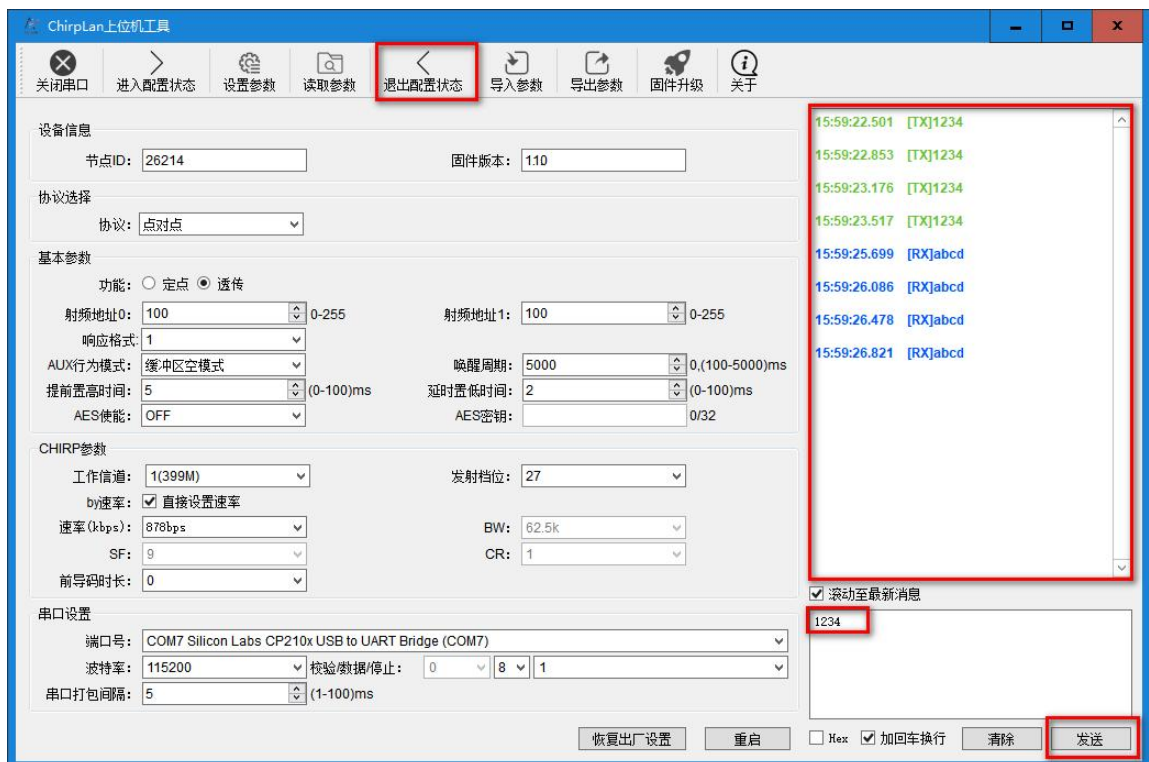 ChirpLan上位机工具
关闭串口 进入配置状态 设置参数 读取参数 退出配置状态 导入参数 导出参数 固件升级 关于
设备信息
节点ID: 26214 固件版本: 1.10
协议选择
协议: 点对点
基本参数
功能: 定点 透传
射频地址0: 100 0-255 射频地址1: 100 0-255
响应格式: 1
AUX行为模式: 缓冲区空模式 唤醒周期: 5000 0,(100-5000)ms
提前置高时间: 5 (0-100)ms 延时置低时间: 2 (0-100)ms
AES使能: OFF AES密钥: 0/32
CHIRP参数
工作信道: 1(399M) 发射档位: 27
by速率: 直接设置速率
速率(kbps): 878bps BW: 62.5k
SF: 9 CR: 1
前导码时长: 0
串口设置
端口号: COM7 Silicon Labs CP210x USB to UART Bridge (COM7)
波特率: 115200 校验/数据/停止: 0 8 1
串口打包间隔: 5 (1-100)ms
恢复出厂设置 重启
15:59:22.501 [TX]1234
15:59:22.853 [TX]1234
15:59:23.176 [TX]1234
15:59:23.517 [TX]1234
15:59:25.699 [RX]abcd
15:59:26.086 [RX]abcd
15:59:26.478 [RX]abcd
15:59:26.821 [RX]abcd
滚动至最新消息
1234
Hex 加回车换行 清除 发送